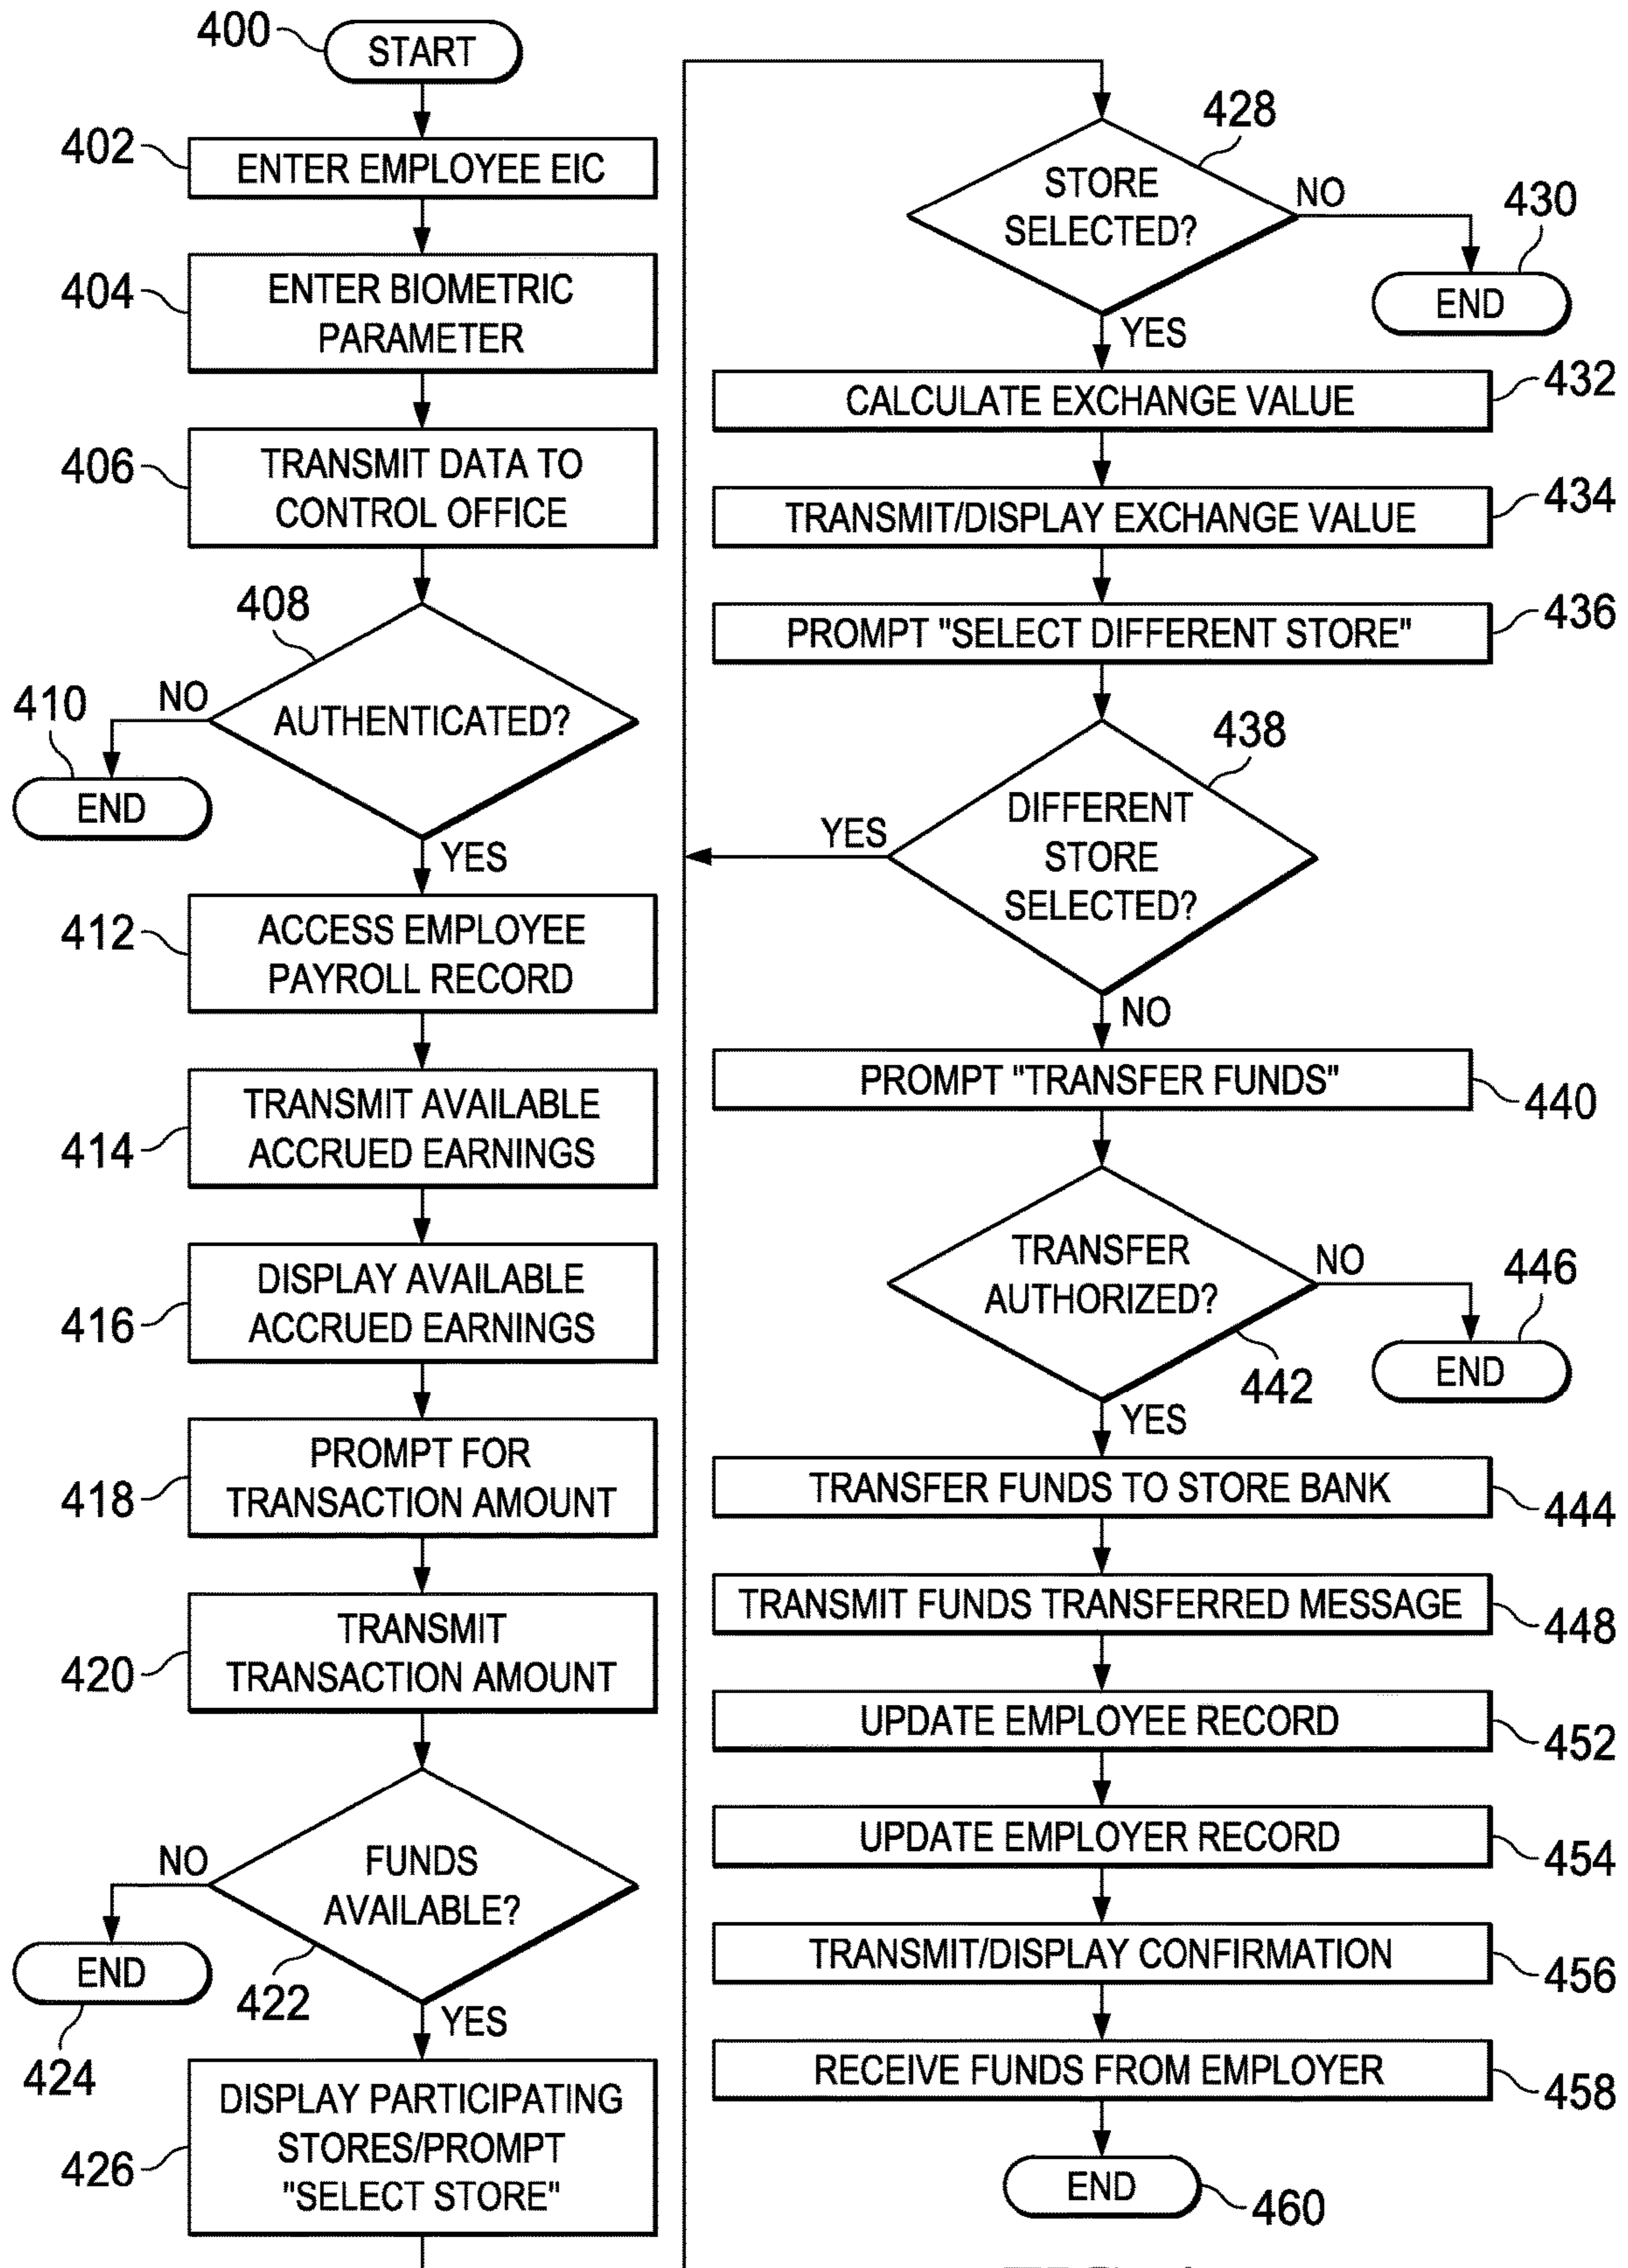 400
START
402
ENTER EMPLOYEE EIC
404
ENTER BIOMETRIC
PARAMETER
406
TRANSMIT DATA TO
CONTROL OFFICE
408
AUTHENTICATED?
NO
410
END
YES
412
ACCESS EMPLOYEE
PAYROLL RECORD
414
TRANSMIT AVAILABLE
ACCRUED EARNINGS
416
DISPLAY AVAILABLE
ACCRUED EARNINGS
418
PROMPT FOR
TRANSACTION AMOUNT
420
TRANSMIT
TRANSACTION AMOUNT
NO
FUNDS
AVAILABLE?
END
422
424
YES
426
DISPLAY PARTICIPATING
STORES/PROMPT
"SELECT STORE"
428
STORE
SELECTED?
NO
430
END
YES
432
CALCULATE EXCHANGE VALUE
434
TRANSMIT/DISPLAY EXCHANGE VALUE
436
PROMPT "SELECT DIFFERENT STORE"
438
DIFFERENT
STORE
SELECTED?
YES
NO
PROMPT "TRANSFER FUNDS"
440
TRANSFER
AUTHORIZED?
NO
446
END
442
YES
TRANSFER FUNDS TO STORE BANK
444
TRANSMIT FUNDS TRANSFERRED MESSAGE
448
UPDATE EMPLOYEE RECORD
452
UPDATE EMPLOYER RECORD
454
TRANSMIT/DISPLAY CONFIRMATION
456
RECEIVE FUNDS FROM EMPLOYER
458
END
460